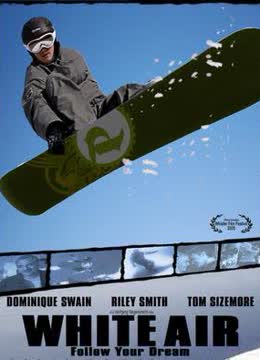 R
DOMINIQUE SWAIN RILEY SMITH TOM SIZEMORE
WHITE AIR
Follow Your Dream